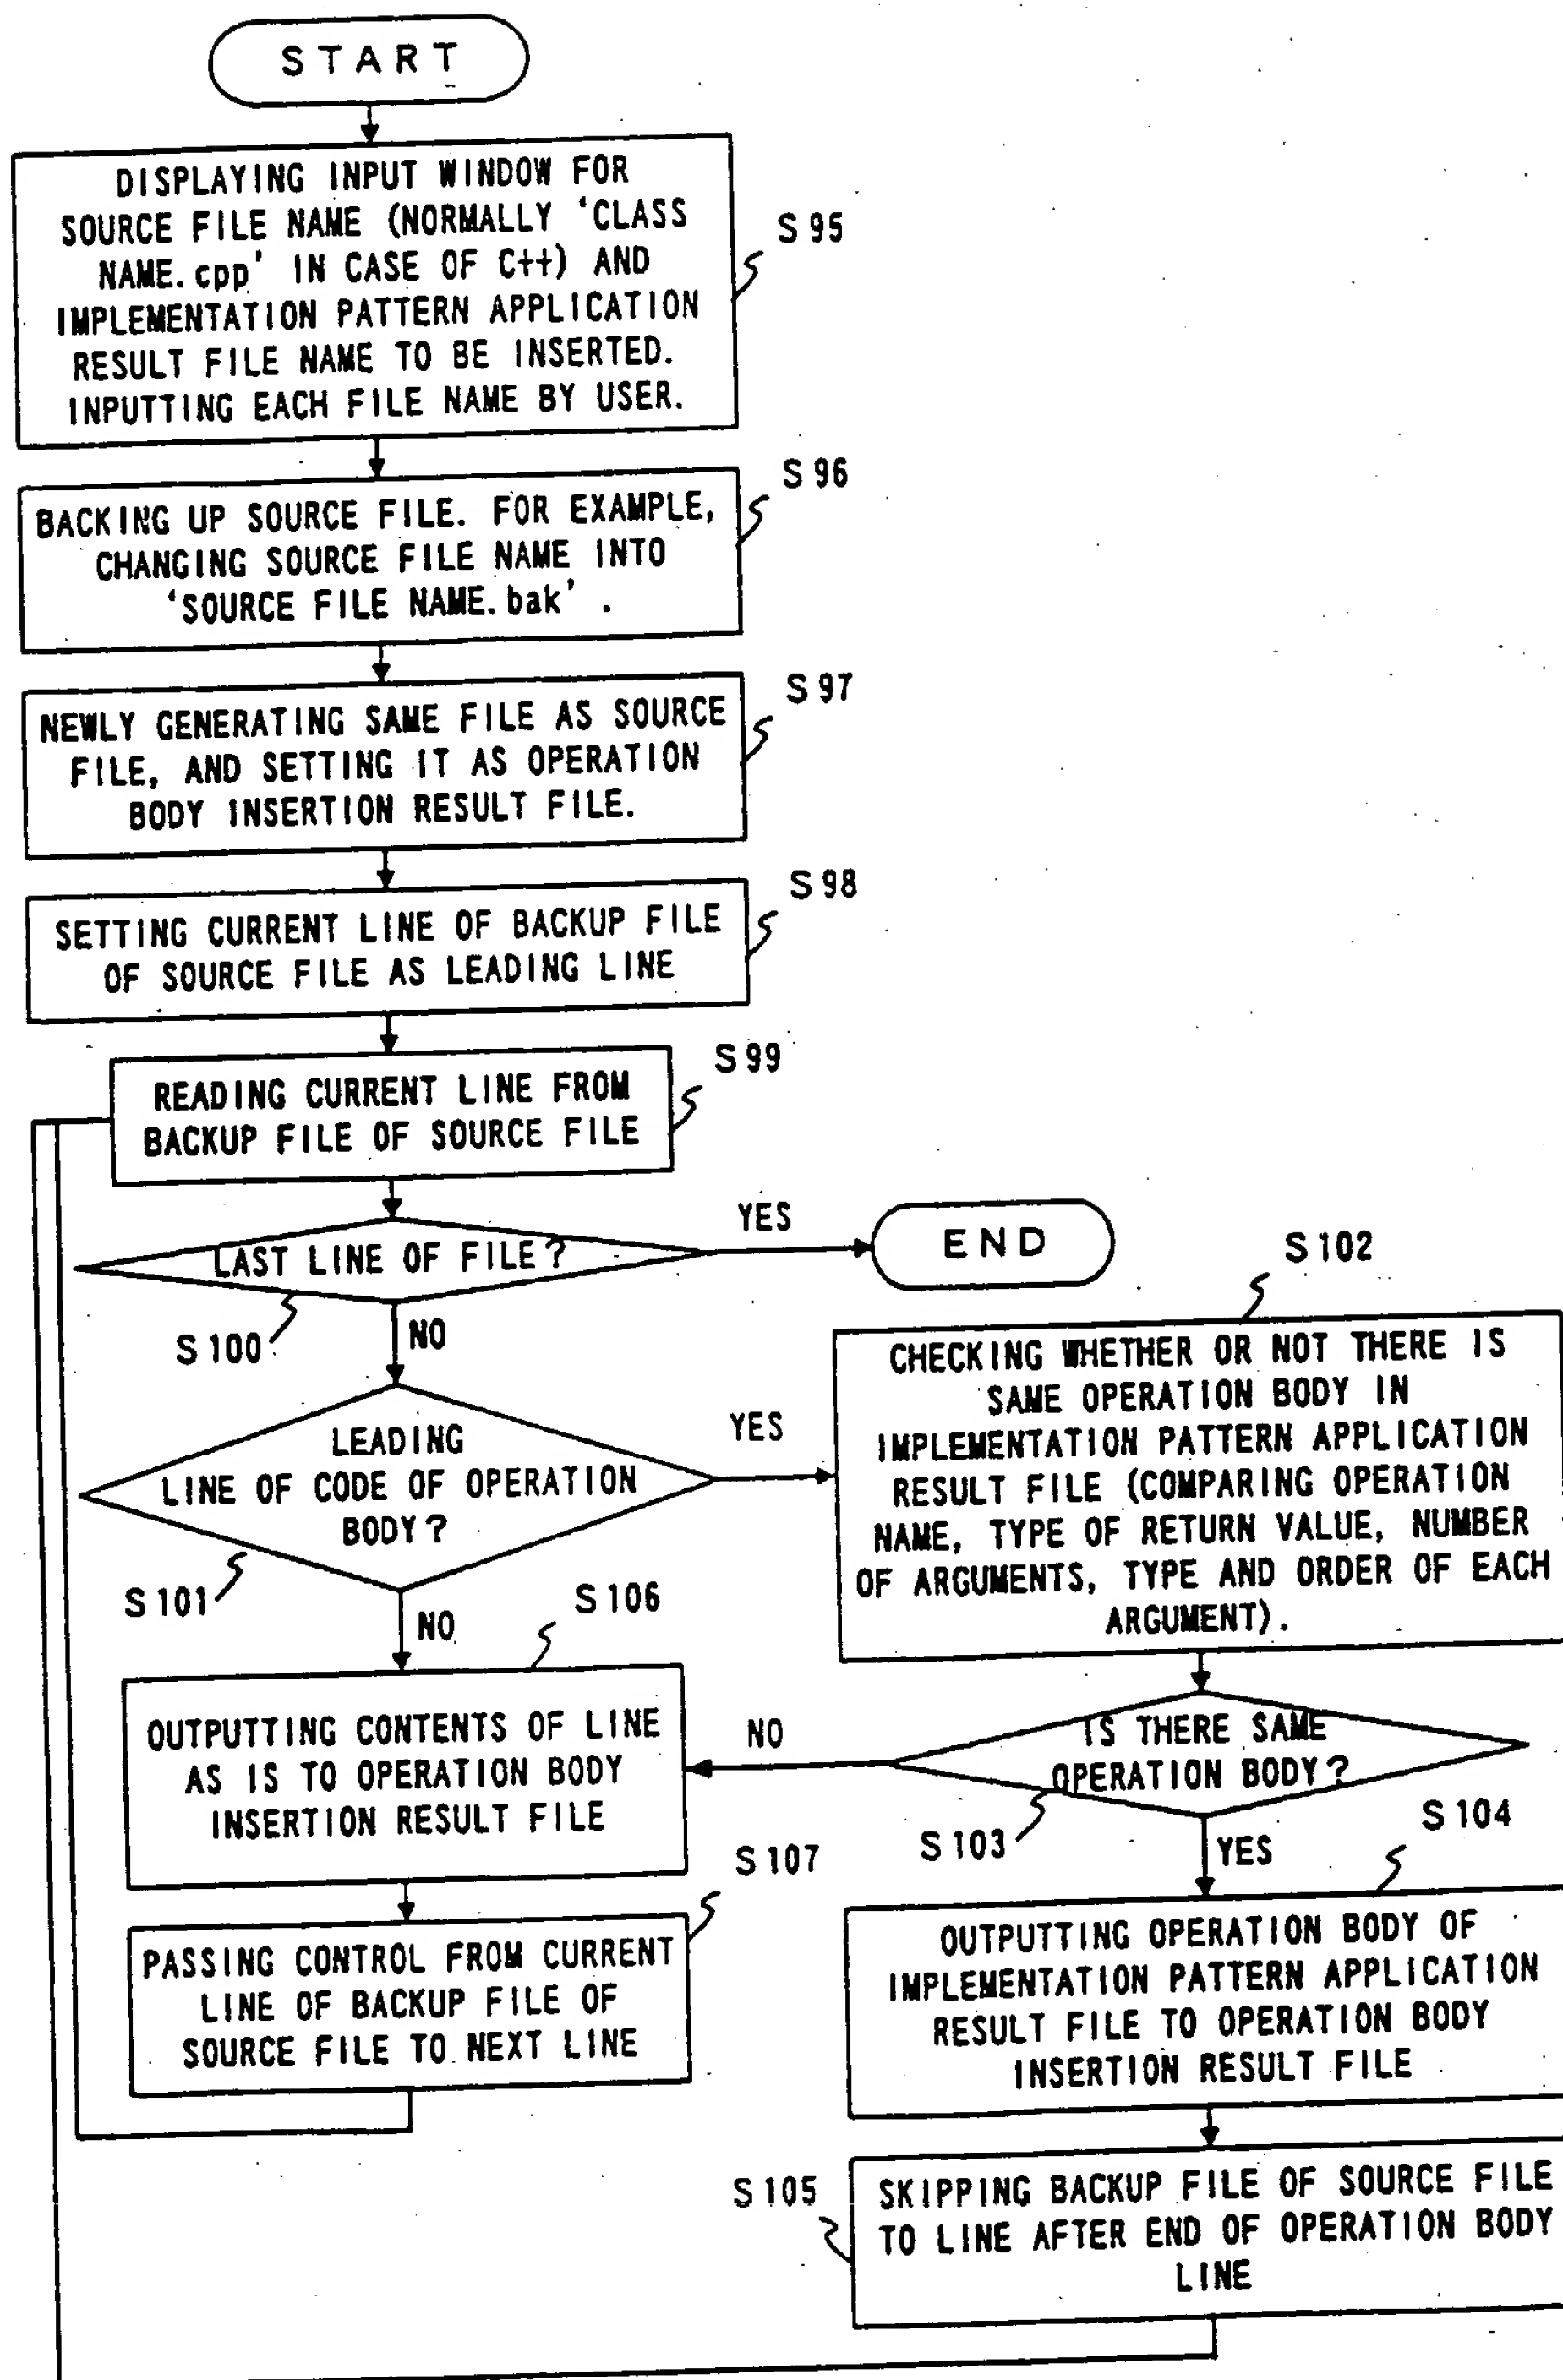 START
DISPLAYING INPUT WINDOW FOR
SOURCE FILE NAME (NORMALLY 'CLASS
NAME.cpp' IN CASE OF C++) AND
IMPLEMENTATION PATTERN APPLICATION
RESULT FILE NAME TO BE INSERTED.
INPUTTING EACH FILE NAME BY USER.
S95
BACKING UP SOURCE FILE. FOR EXAMPLE,
CHANGING SOURCE FILE NAME INTO
'SOURCE FILE NAME.bak'.
S96
NEWLY GENERATING SAME FILE AS SOURCE
FILE, AND SETTING IT AS OPERATION
BODY INSERTION RESULT FILE.
S97
SETTING CURRENT LINE OF BACKUP FILE
OF SOURCE FILE AS LEADING LINE
S98
READING CURRENT LINE FROM
BACKUP FILE OF SOURCE FILE
S99
LAST LINE OF FILE?
YES
END
S100
NO
LEADING
LINE OF CODE OF OPERATION
BODY?
YES
S101
NO
S102
CHECKING WHETHER OR NOT THERE IS
SAME OPERATION BODY IN
IMPLEMENTATION PATTERN APPLICATION
RESULT FILE (COMPARING OPERATION
NAME, TYPE OF RETURN VALUE, NUMBER
OF ARGUMENTS, TYPE AND ORDER OF EACH
ARGUMENT).
S106
OUTPUTTING CONTENTS OF LINE
AS IS TO OPERATION BODY
INSERTION RESULT FILE
NO
IS THERE SAME
OPERATION BODY?
S103
YES
S104
S107
PASSING CONTROL FROM CURRENT
LINE OF BACKUP FILE OF
SOURCE FILE TO NEXT LINE
OUTPUTTING OPERATION BODY OF
IMPLEMENTATION PATTERN APPLICATION
RESULT FILE TO OPERATION BODY
INSERTION RESULT FILE
S105
SKIPPING BACKUP FILE OF SOURCE FILE
TO LINE AFTER END OF OPERATION BODY
LINE